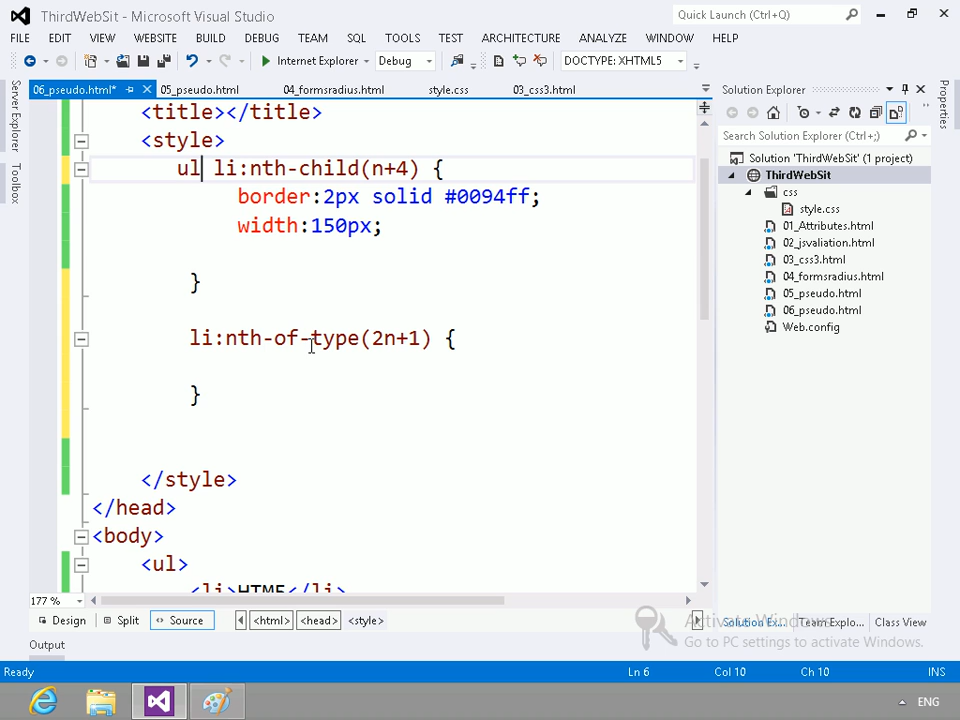 ThirdWebSit - Microsoft Visual Studio
Quick Launch (Ctrl+Q)
FILE EDIT VIEW WEBSITE BUILD DEBUG TEAM SQL TOOLS TEST ARCHITECTURE ANALYZE WINDOW HELP
Internet Explorer Debug DOCTYPE: XHTML5
06_pseudo.html* 05_pseudo.html 04_formsradius.html style.css 03_css3.html
Server Explorer
Toolbox
<title></title>
<style>
ul li:nth-child(n+4) {
border:2px solid #0094ff;
width:150px;
}
li:nth-of-type(2n+1) {
}
</style>
</head>
<body>
<ul>
177 %
Design Split Source <html> <head> <style>
Output
Solution Explorer
Search Solution Explorer (Ctrl+;)
Solution 'ThirdWebSit' (1 project)
ThirdWebSit
css
style.css
01_Attributes.html
02_jsvaliation.html
03_css3.html
04_formsradius.html
05_pseudo.html
06_pseudo.html
Web.config
Properties
Solution Ex... Team Explo... Class View
Activate Windows
Go to PC settings to activate Windows.
Ready Ln 6 Col 10 Ch 10 INS
ENG